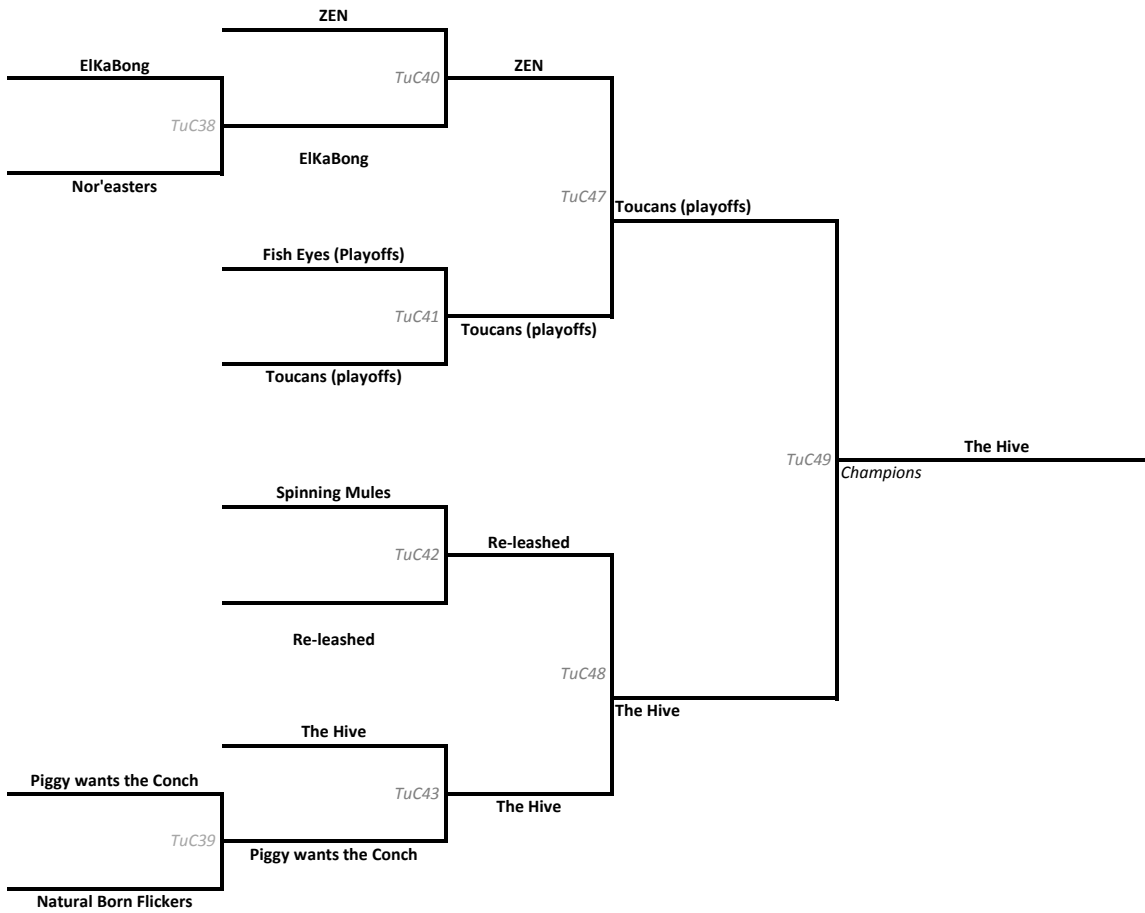 ZEN
ElKaBong
TuC40
ZEN
TuC38
ElKaBong
Nor'easters
TuC47
Toucans (playoffs)
Fish Eyes (Playoffs)
TuC41
Toucans (playoffs)
Toucans (playoffs)
The Hive
TuC49
Champions
Spinning Mules
Re-leashed
TuC42
Re-leashed
TuC48
The Hive
The Hive
Piggy wants the Conch
TuC43
The Hive
TuC39
Piggy wants the Conch
Natural Born Flickers